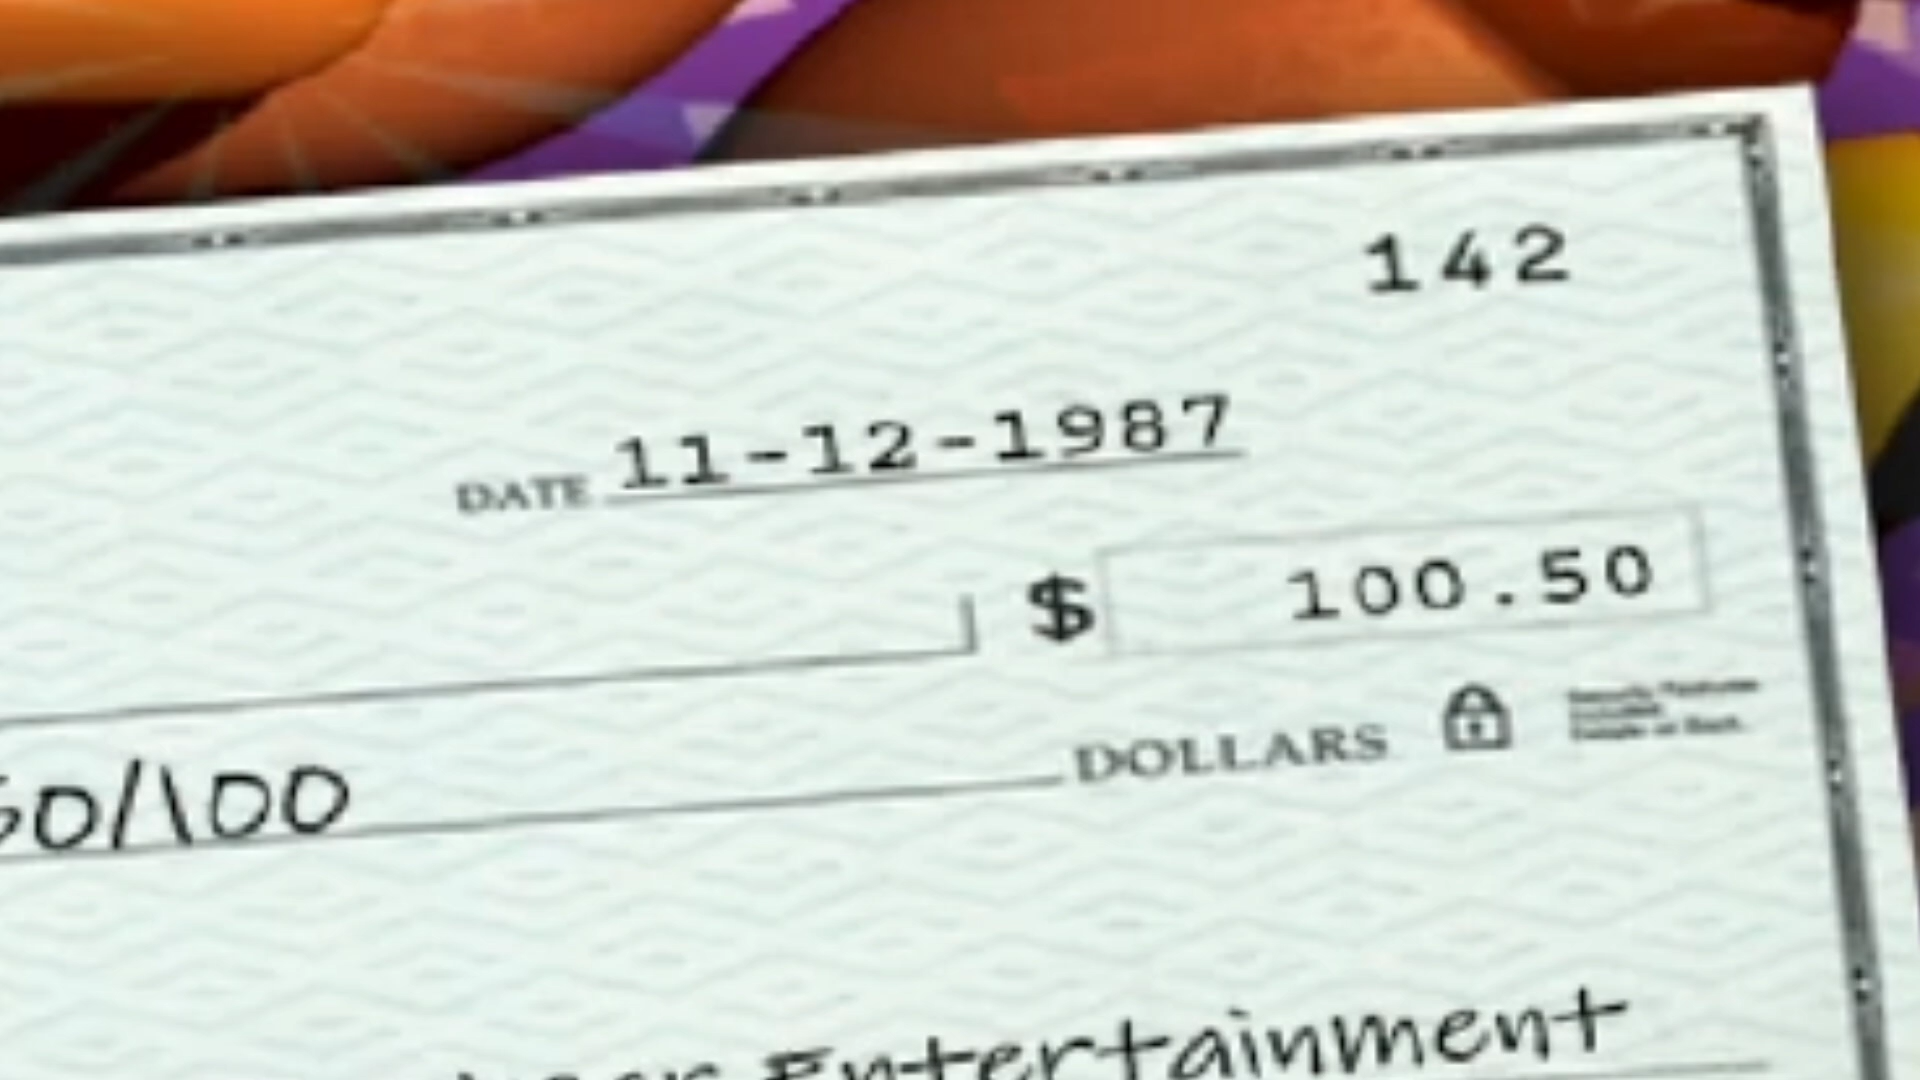 142
DATE 11-12-1987
$ 100.50
DOLLARS
50/100
Entertainment